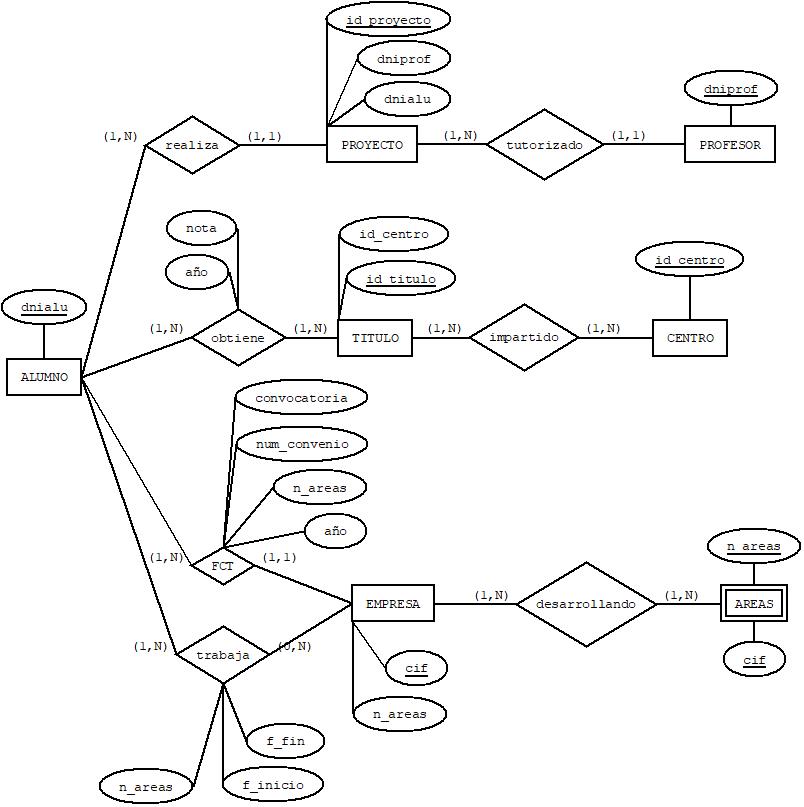 id_proyecto
dniprof
dnialu
dniprof
(1,N)
realiza
(1,1)
PROYECTO
(1,N)
tutorizado
(1,1)
PROFESOR
nota
id_centro
id_centro
año
id_titulo
dnialu
(1,N)
obtiene
(1,N)
TITULO
(1,N)
impartido
(1,N)
CENTRO
ALUMNO
convocatoria
num_convenio
n_areas
año
n_areas
(1,N)
FCT
(1,1)
EMPRESA
(1,N)
desarrollando
(1,N)
AREAS
(1,N)
trabaja
(0,N)
cif
cif
n_areas
f_fin
n_areas
f_inicio